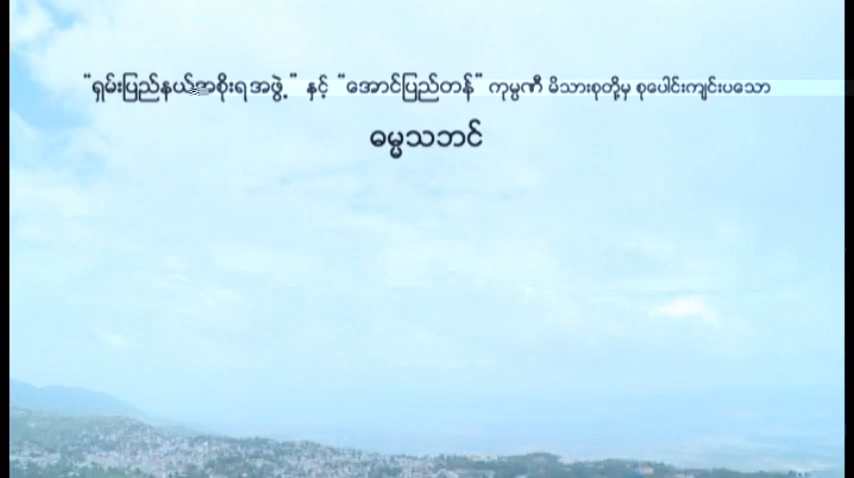 “ရှမ်းပြည်နယ်အစိုးရအဖွဲ့” နှင့် “အောင်ပြည်တန်” ကုမ္ပဏီ မိသားစုတို့မှ စုပေါင်းကျင်းပသော
ဓမ္မသဘင်